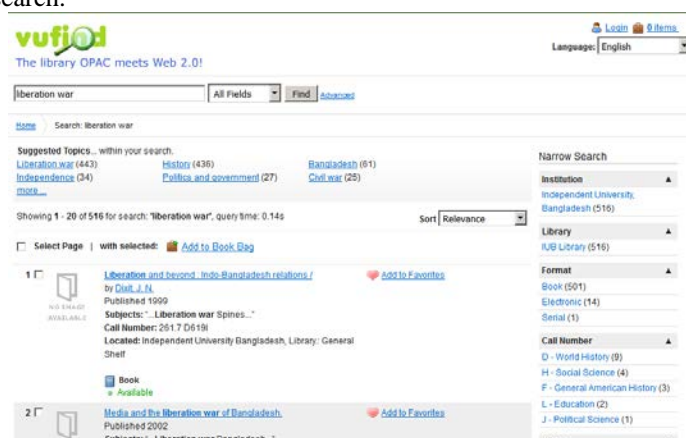 search.
vufind
The library OPAC meets Web 2.0!
Login 0 items
Language: English
liberation war All Fields Find Advanced
Home Search: liberation war
Suggested Topics... within your search.
Liberation war (443) History (436) Bangladesh (61)
Independence (34) Politics and government (27) Civil war (25)
more ...
Showing 1 - 20 of 516 for search: 'liberation war', query time: 0.14s Sort Relevance
Select Page | with selected: Add to Book Bag
1
NO IMAGE AVAILABLE
Liberation and beyond : Indo-Bangladesh relations / Add to Favorites
by Dixit, J. N.
Published 1999
Subjects: "...Liberation war Spines..."
Call Number: 261.7 D619l
Located: Independent University Bangladesh, Library: General
Shelf
Book
Available
2
Media and the liberation war of Bangladesh. Add to Favorites
Published 2002
Subjects: "...Liberation war Bangladesh..."
Narrow Search
Institution
Independent University,
Bangladesh (516)
Library
IUB Library (516)
Format
Book (501)
Electronic (14)
Serial (1)
Call Number
D - World History (9)
H - Social Science (4)
F - General American History (3)
L - Education (2)
J - Political Science (1)